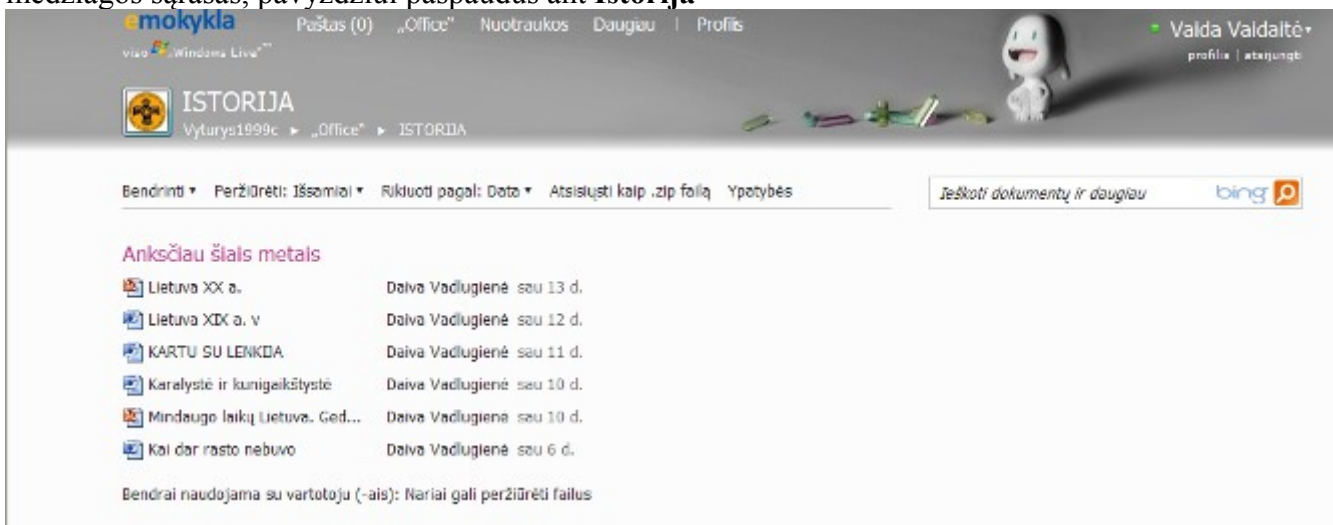 medžiagos sąrašas, pavyzdžiui paspaudus ant Istorija
emokykla Paštas (0) „Office" Nuotraukos Daugiau | Profilis
viso Windows Live™
Valda Valdaitė
profilis | atsijungti
ISTORIJA
Vyturys1999c ► „Office" ► ISTORIJA
Bendrinti ▾ Peržiūrėti: Išsamiai ▾ Rikiuoti pagal: Data ▾ Atsisiųsti kaip .zip failą Ypatybės
Ieškoti dokumentų ir daugiau bing
Anksčiau šiais metais
Lietuva XX a. Daiva Vadlugienė sau 13 d.
Lietuva XIX a. v Daiva Vadlugienė sau 12 d.
KARTU SU LENKIJA Daiva Vadlugienė sau 11 d.
Karalystė ir kunigaikštystė Daiva Vadlugienė sau 10 d.
Mindaugo laikų Lietuva. Ged... Daiva Vadlugienė sau 10 d.
Kai dar rasto nebuvo Daiva Vadlugienė sau 6 d.
Bendrai naudojama su vartotoju (-ais): Nariai gali peržiūrėti failus